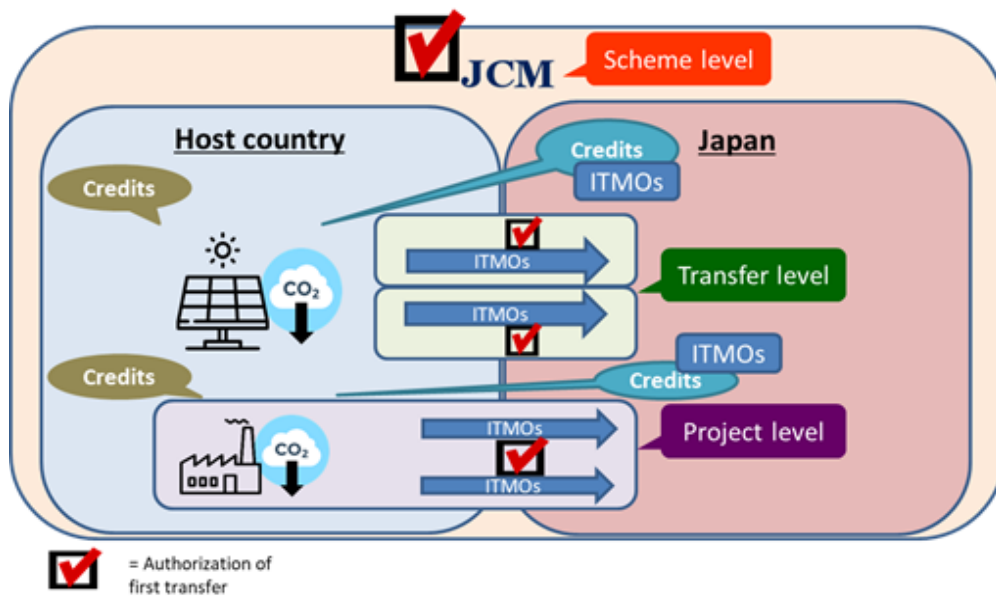 JCM
Scheme level
Host country
Japan
Credits
Credits
ITMOs
ITMOs
CO2
Transfer level
ITMOs
ITMOs
Credits
Credits
ITMOs
Project level
CO2
ITMOs
= Authorization of
first transfer